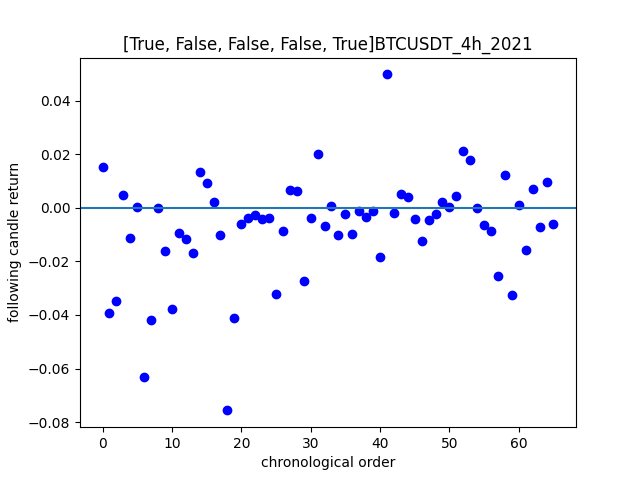 [True, False, False, False, True]BTCUSDT_4h_2021
following candle return
0.04
0.02
0.00
−0.02
−0.04
−0.06
−0.08
0 10 20 30 40 50 60
chronological order